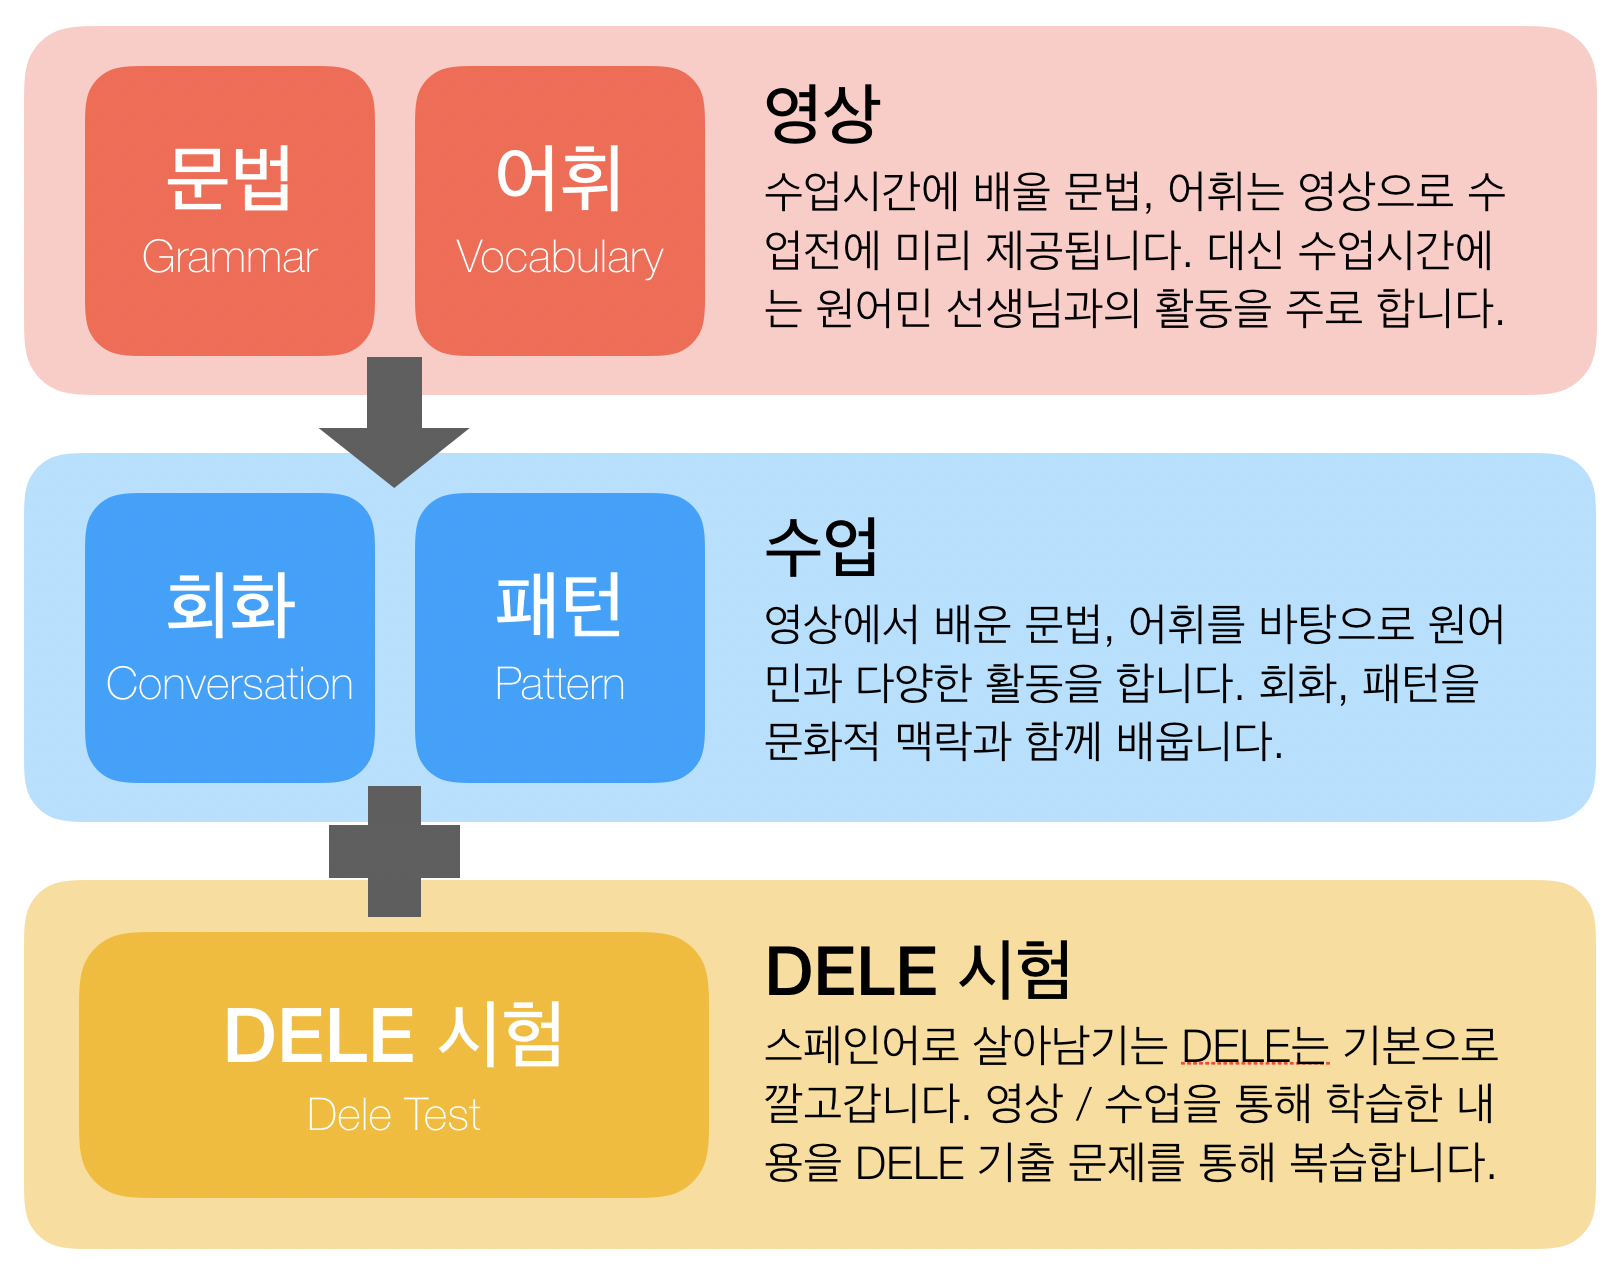 문법
Grammar
어휘
Vocabulary
영상
수업시간에 배울 문법, 어휘는 영상으로 수
업전에 미리 제공됩니다. 대신 수업시간에
는 원어민 선생님과의 활동을 주로 합니다.
회화
Conversation
패턴
Pattern
수업
영상에서 배운 문법, 어휘를 바탕으로 원어
민과 다양한 활동을 합니다. 회화, 패턴을
문화적 맥락과 함께 배웁니다.
DELE 시험
Dele Test
DELE 시험
스페인어로 살아남기는 DELE는 기본으로
깔고갑니다. 영상 / 수업을 통해 학습한 내
용을 DELE 기출 문제를 통해 복습합니다.